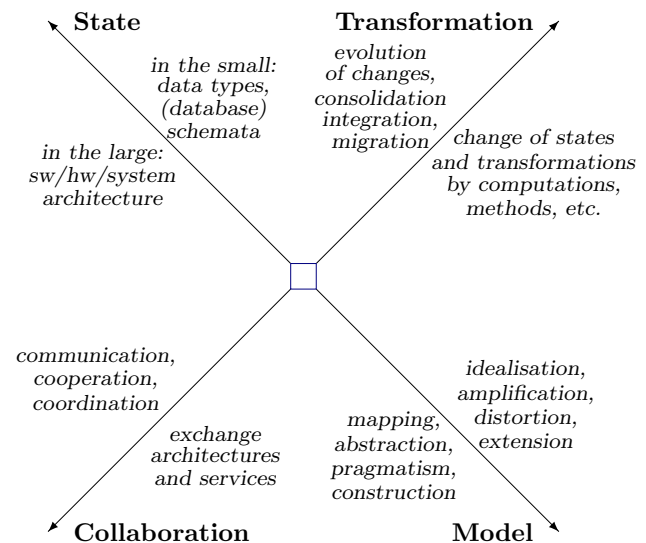 State
in the small:
data types,
(database)
schemata
in the large:
sw/hw/system
architecture
Transformation
evolution
of changes,
consolidation
integration,
migration,
change of states
and transformations
by computations,
methods, etc.
communication,
cooperation,
coordination
exchange
architectures
and services
Collaboration
idealisation,
amplification,
distortion,
extension
mapping,
abstraction,
pragmatism,
construction
Model